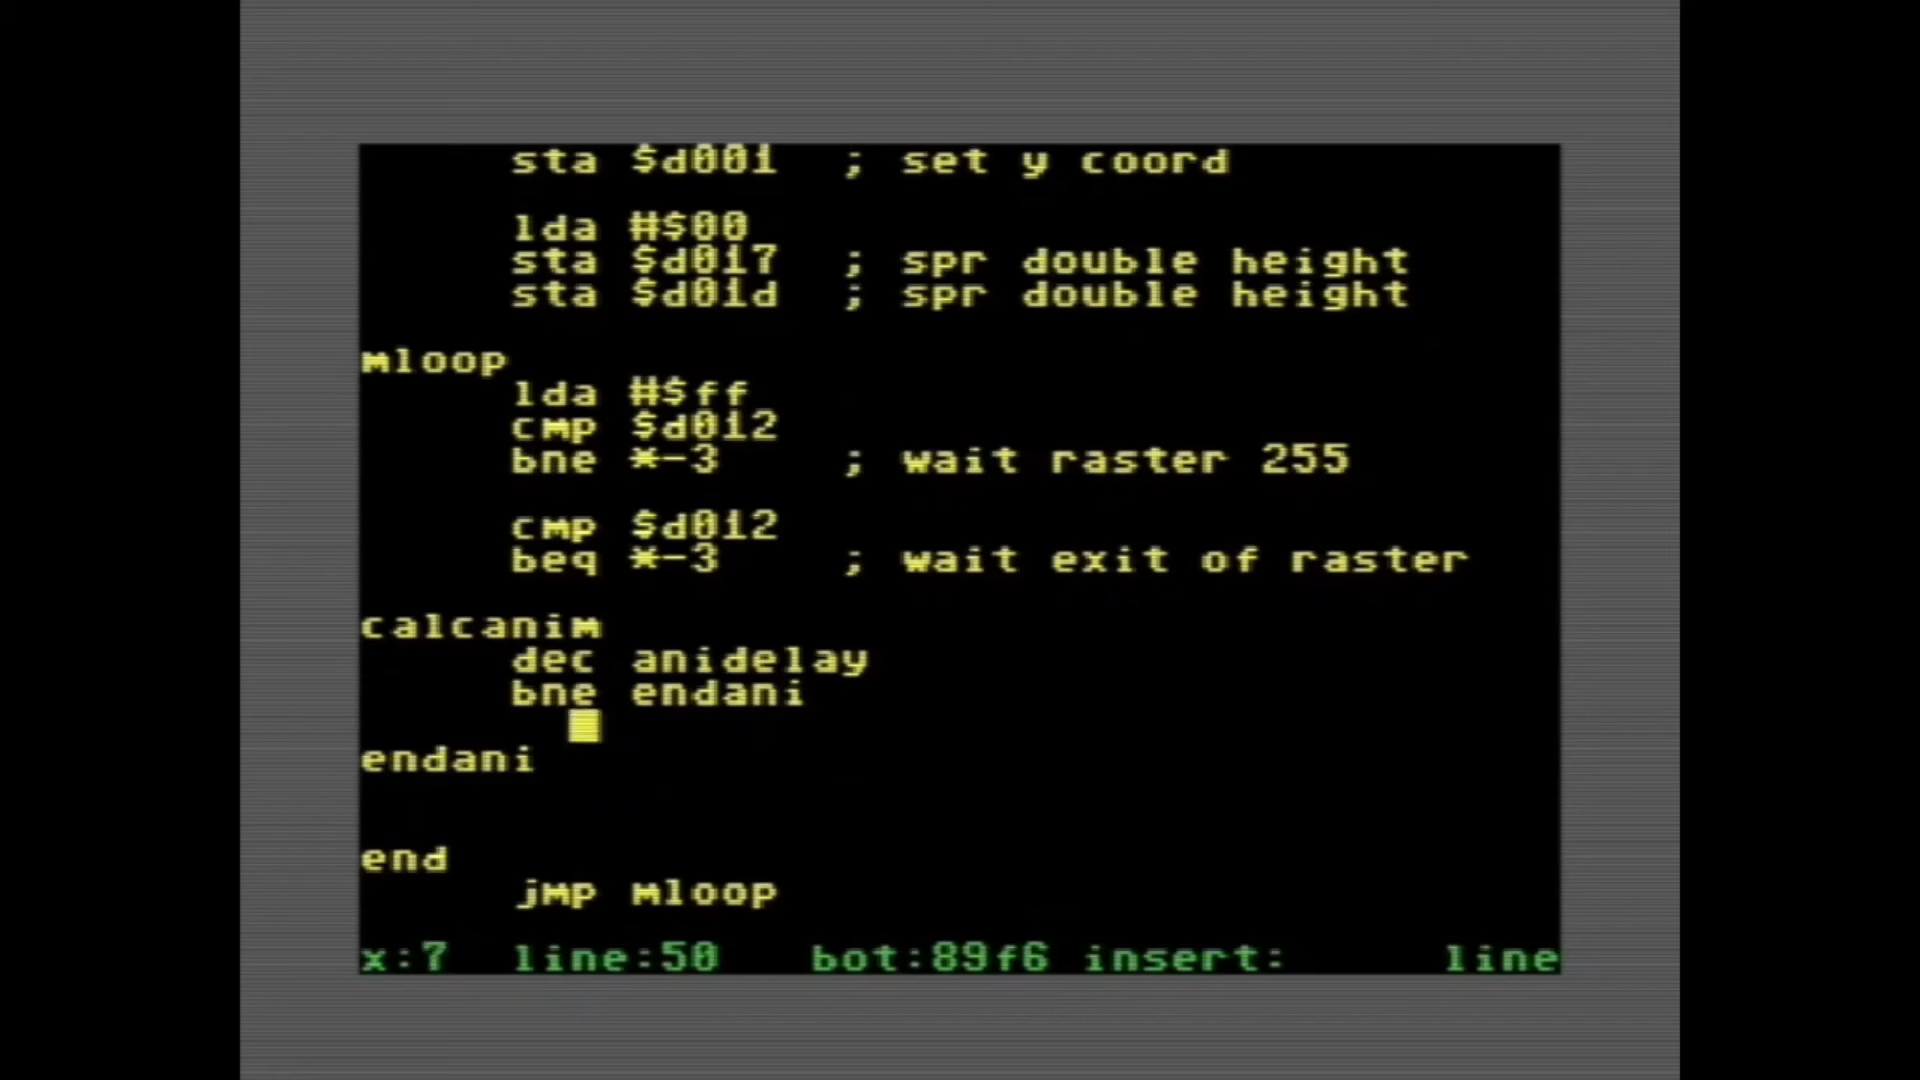 sta $d001 ; set y coord
lda #$00
sta $d017 ; spr double height
sta $d01d ; spr double height
mloop
lda #$ff
cmp $d012
bne *-3 ; wait raster 255
cmp $d012
beq *-3 ; wait exit of raster
calcanim
dec anidelay
bne endani
endani
end
jmp mloop
x:7 line:50 bot:89f6 insert: line